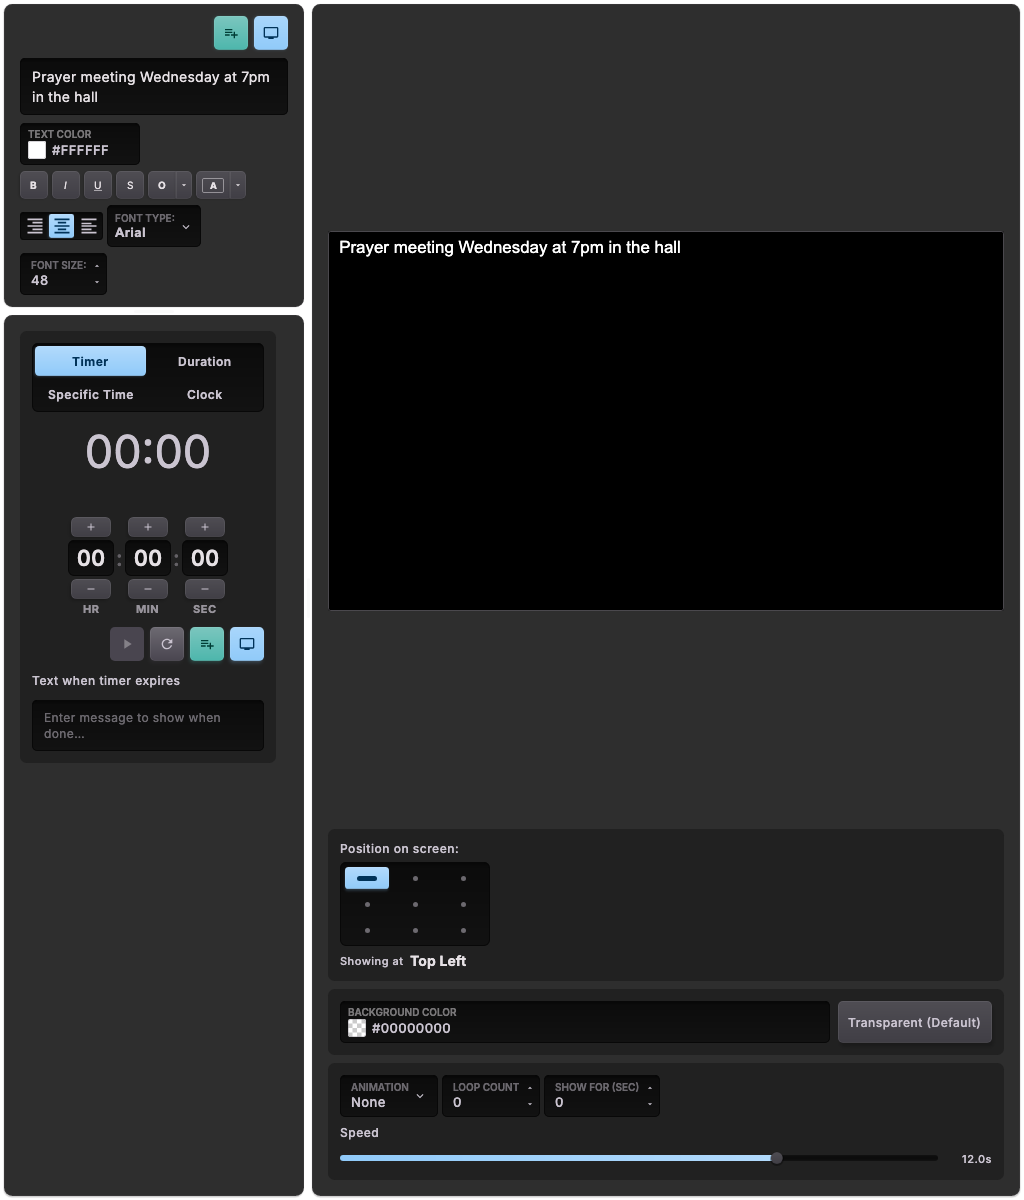 Prayer meeting Wednesday at 7pm
in the hall
TEXT COLOR
#FFFFFF
B I U S O A
FONT TYPE:
Arial
FONT SIZE:
48
Timer Duration
Specific Time Clock
00:00
+ + +
00 : 00 : 00
− − −
HR MIN SEC
Text when timer expires
Enter message to show when
done...
Prayer meeting Wednesday at 7pm in the hall
Position on screen:
Showing at Top Left
BACKGROUND COLOR
#00000000
Transparent (Default)
ANIMATION
None
LOOP COUNT
0
SHOW FOR (SEC)
0
Speed
12.0s